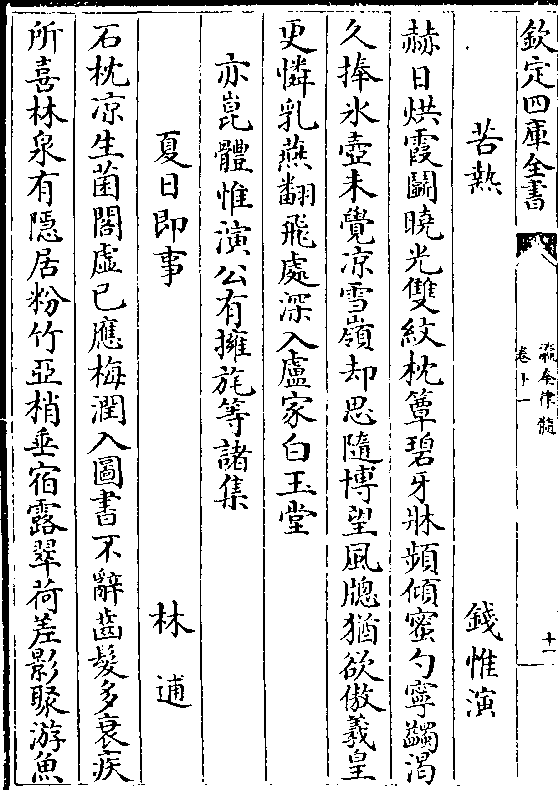 欽定四庫全書
瀛奎律髓
卷十一
十一
苦熱 錢惟演
赫日烘霞鬭曉光雙紋枕簟碧牙牀頻傾蜜勺寧蠲渴
久捧氷壺未覺凉雪嶺却思隨博望風牕猶欲傲羲皇
更憐乳燕翻飛處深入盧家白玉堂
亦崑體惟演公有擁旄等諸集
夏日即事 林逋
石枕凉生菌閣虛已應梅潤入圖書不辭齒髮多衰疾
所喜林泉有隱居粉竹亞梢垂宿露翠荷差影聚游魚